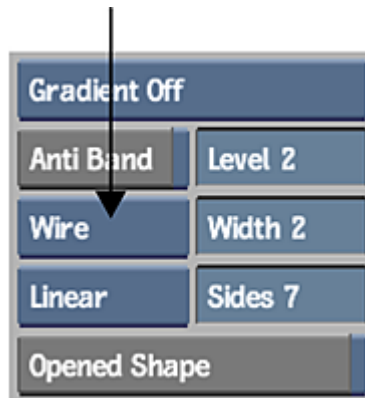 Gradient Off
Anti Band Level 2
Wire Width 2
Linear Sides 7
Opened Shape